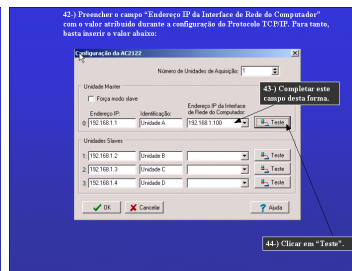 42-) Preencher o campo “Endereço IP da Interface de Rede do Computador”
com o valor atribuido durante a configuração do Protocolo TCP/IP. Para tanto,
basta inserir o valor abaixo:
Configuração da AC2122
Número de Unidades de Aquisição: 1
Unidade Master
Força modo slave
Endereço IP:
Identificação:
Endereço IP da Interface
de Rede do Computador:
0 192.168.1.1 Unidade A 192.168.1.100 Teste
43-) Completar este
campo desta forma.
Unidades Slaves
1 192.168.1.2 Unidade B Teste
2 192.168.1.3 Unidade C Teste
3 192.168.1.4 Unidade D Teste
OK Cancelar Ajuda
44-) Clicar em “Teste”.